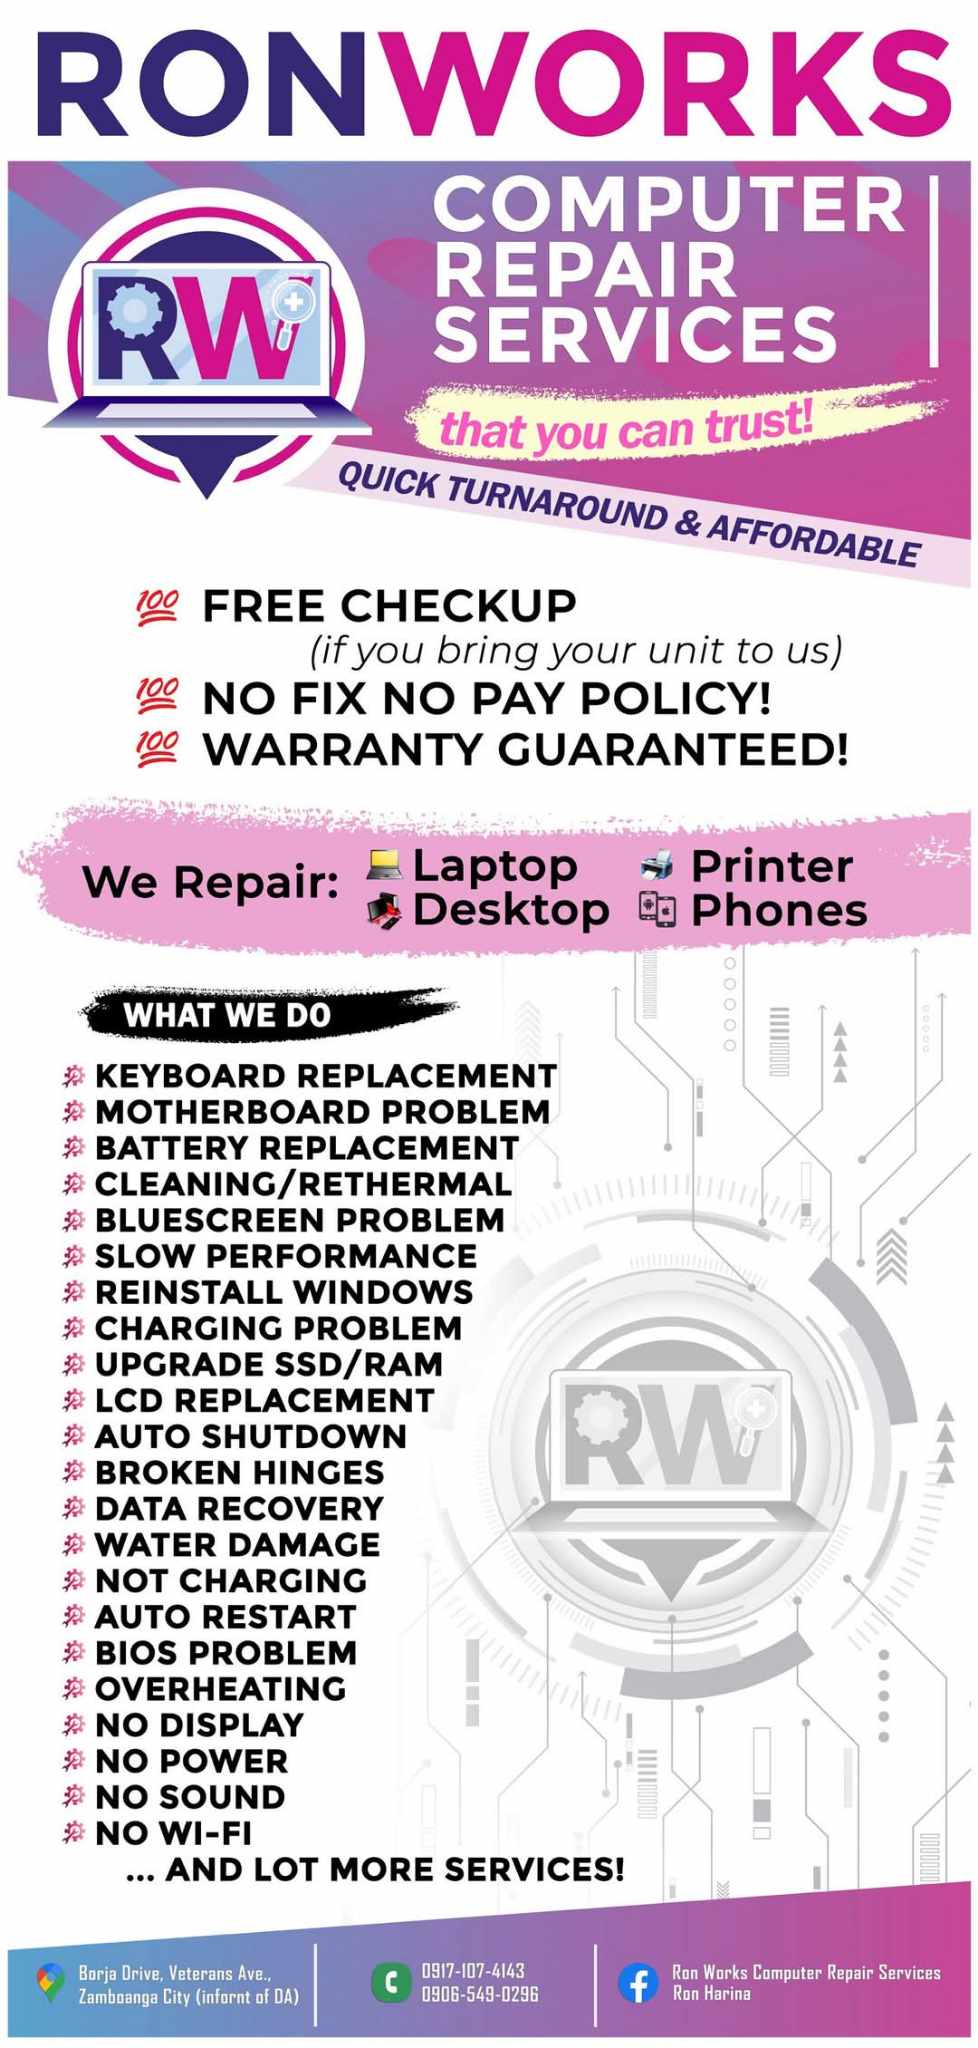 RONWORKS
COMPUTER
REPAIR
SERVICES
RW
that you can trust!
QUICK TURNAROUND & AFFORDABLE
100 FREE CHECKUP
(if you bring your unit to us)
100 NO FIX NO PAY POLICY!
100 WARRANTY GUARANTEED!
We Repair:
Laptop
Printer
Desktop
Phones
WHAT WE DO
KEYBOARD REPLACEMENT
MOTHERBOARD PROBLEM
BATTERY REPLACEMENT
CLEANING/RETHERMAL
BLUESCREEN PROBLEM
SLOW PERFORMANCE
REINSTALL WINDOWS
CHARGING PROBLEM
UPGRADE SSD/RAM
LCD REPLACEMENT
AUTO SHUTDOWN
BROKEN HINGES
DATA RECOVERY
WATER DAMAGE
NOT CHARGING
AUTO RESTART
BIOS PROBLEM
OVERHEATING
NO DISPLAY
NO POWER
NO SOUND
NO WI-FI
... AND LOT MORE SERVICES!
RW
Borja Drive, Veterans Ave.,
Zamboanga City (infornt of DA)
0917-107-4143
0906-549-0296
Ron Works Computer Repair Services
Ron Harina